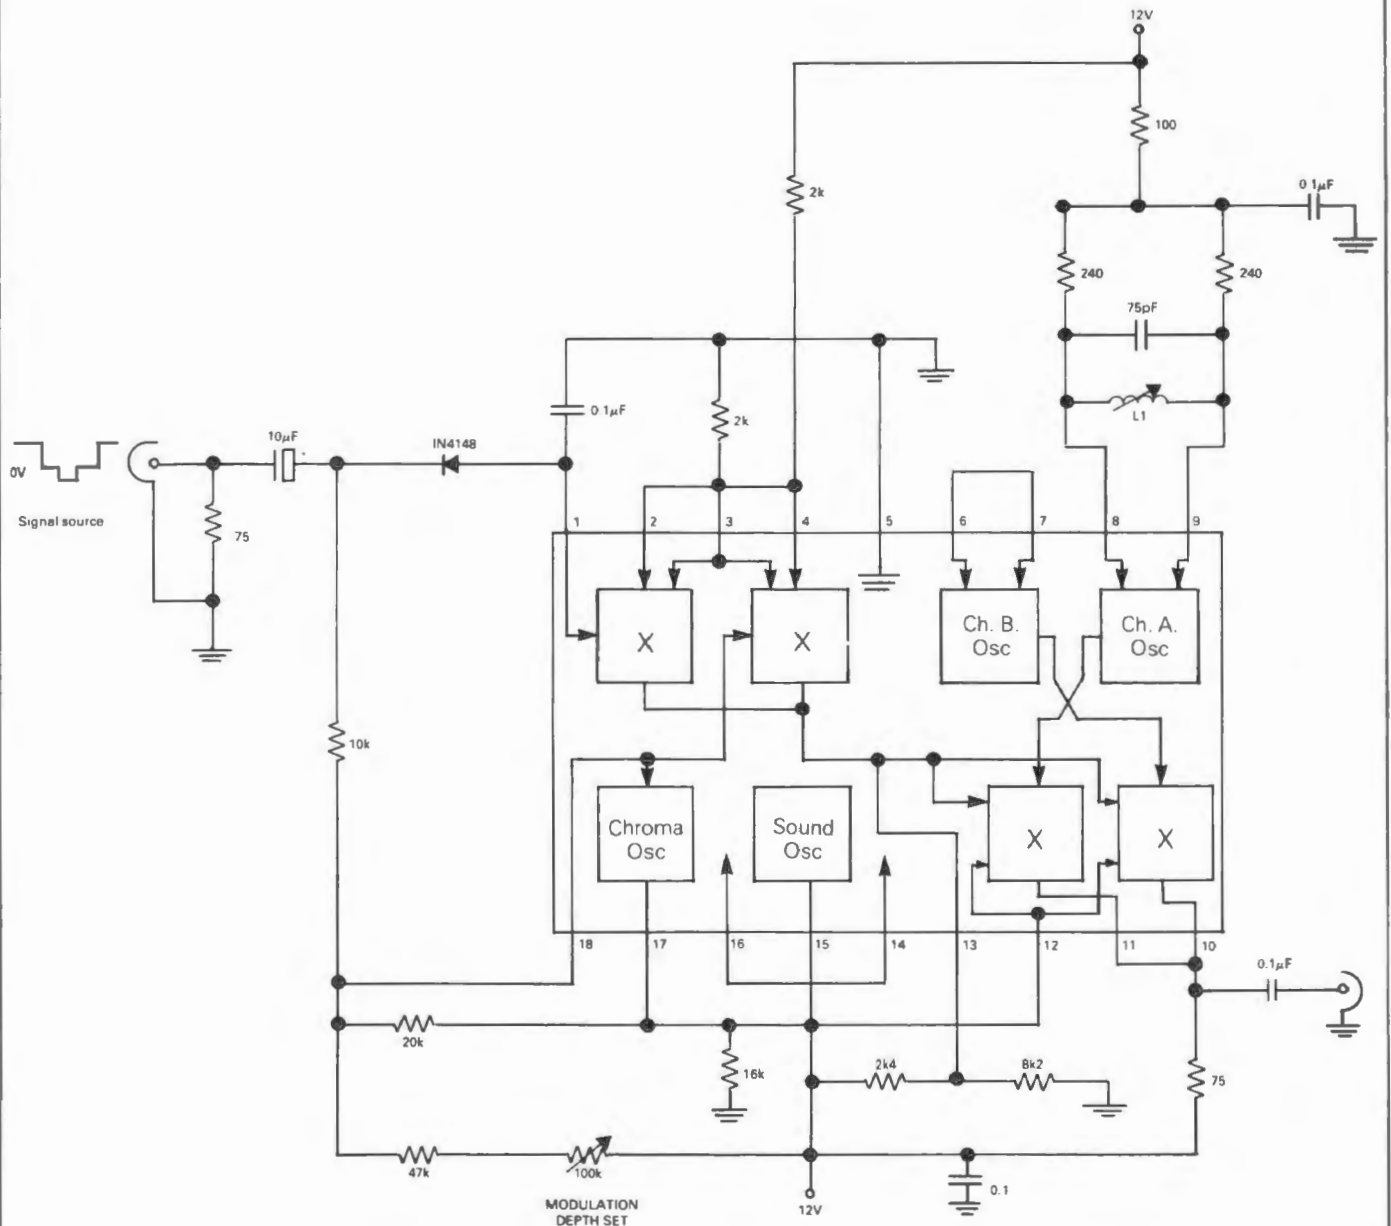 12V
100
2k
0 1µF
240
240
75pF
0 1µF
2k
L1
10µF
IN4148
0V
Signal source
75
1 2 3 4 5 6 7 8 9
X
X
Ch. B. Osc
Ch. A. Osc
10k
Chroma Osc
Sound Osc
X
X
18 17 16 15 14 13 12 11 10
0.1µF
20k
16k
2k4
8k2
75
47k
100k
0.1
12V
MODULATION
DEPTH SET